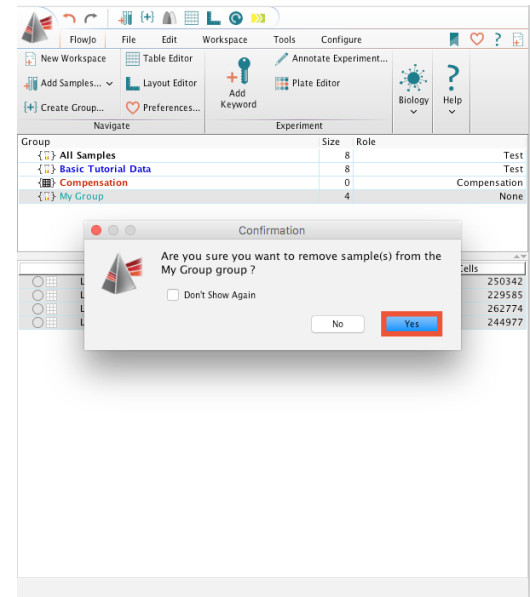 FlowJo File Edit Workspace Tools Configure
New Workspace Table Editor Annotate Experiment...
Add Samples... Layout Editor Add Keyword Plate Editor Biology Help
{+} Create Group... Preferences...
Navigate Experiment
Group Size Role
All Samples 8 Test
Basic Tutorial Data 8 Test
Compensation 0 Compensation
My Group 4 None
Confirmation
Are you sure you want to remove sample(s) from the
My Group group ?
Don't Show Again
No Yes
Cells
L 250342
L 229585
L 262774
L 244977